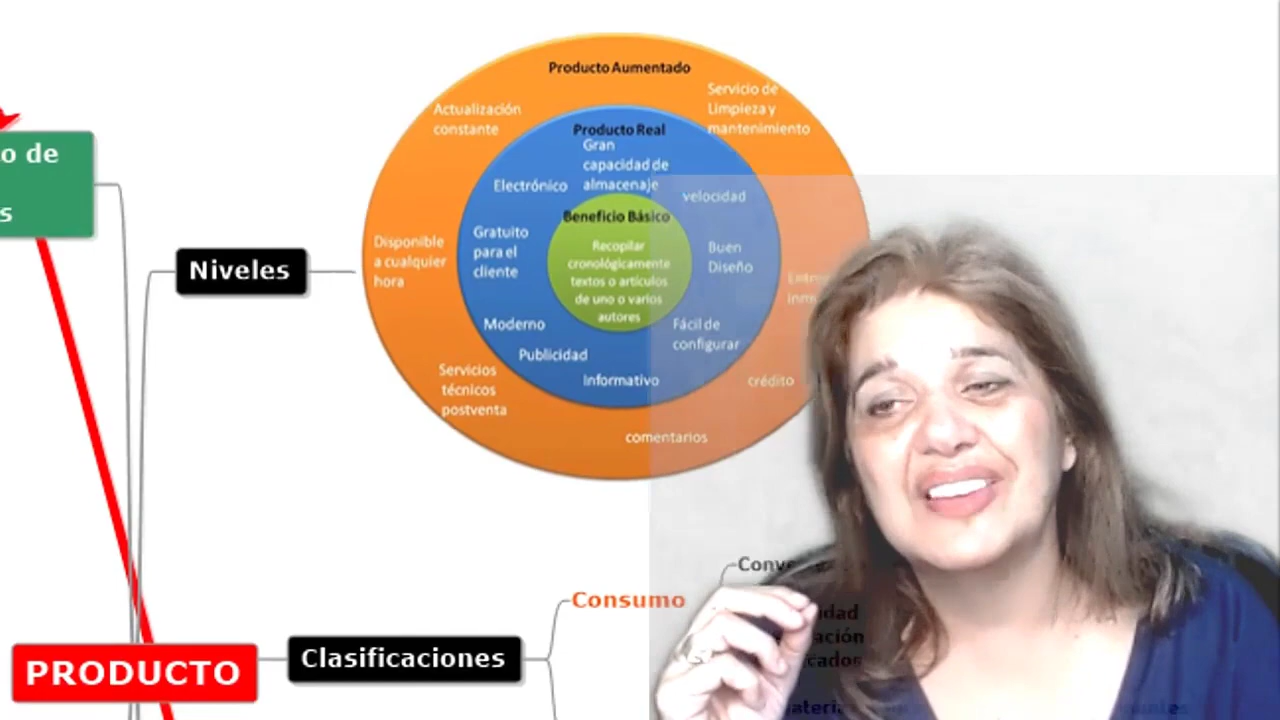 o de
s
Niveles
PRODUCTO
Clasificaciones
Consumo
Producto Aumentado
Actualización
constante
Servicio de
Limpieza y
mantenimiento
Disponible
a cualquier
hora
Servicios
técnicos
postventa
comentarios
crédito
Producto Real
Gran
capacidad de
almacenaje
Electrónico
velocidad
Gratuito
para el
cliente
Buen
Diseño
Moderno
Fácil de
configurar
Publicidad
Informativo
Beneficio Básico
Recopilar
cronológicamente
textos o artículos
de uno o varios
autores